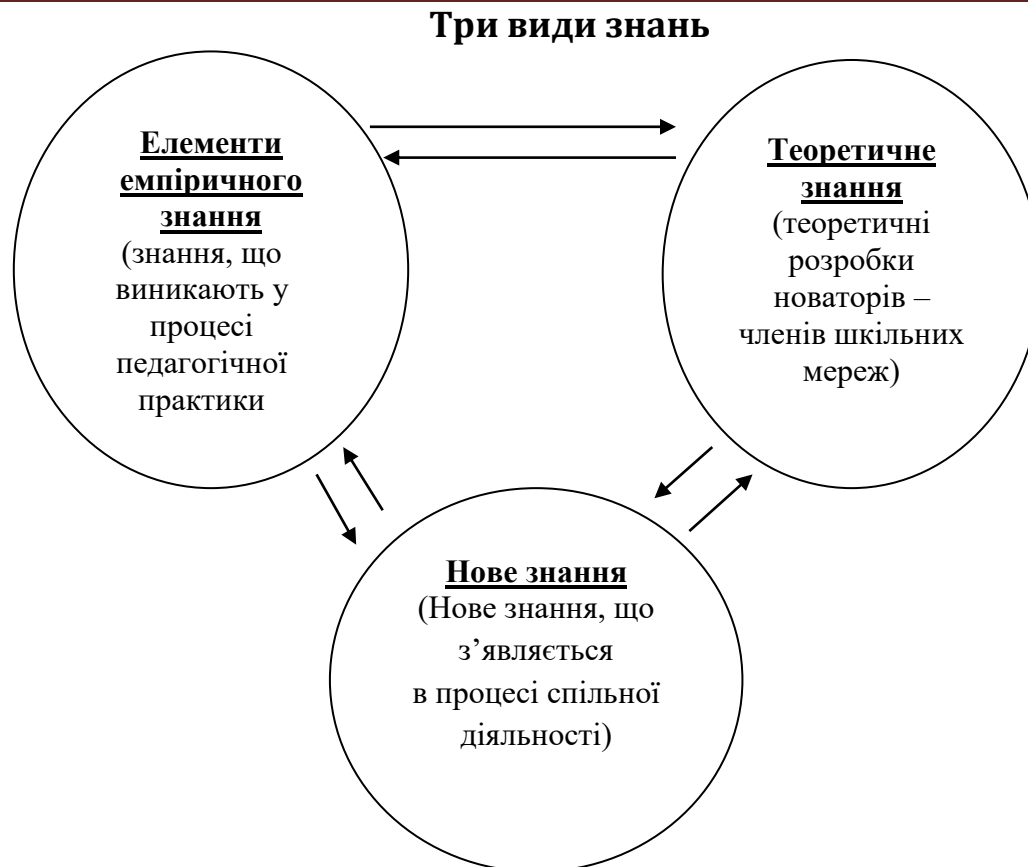 Три види знань
Елементи
емпіричного
знання
(знання, що
виникають у
процесі
педагогічної
практики
Теоретичне
знання
(теоретичні
розробки
новаторів –
членів шкільних
мереж)
Нове знання
(Нове знання, що
з’являється
в процесі спільної
діяльності)